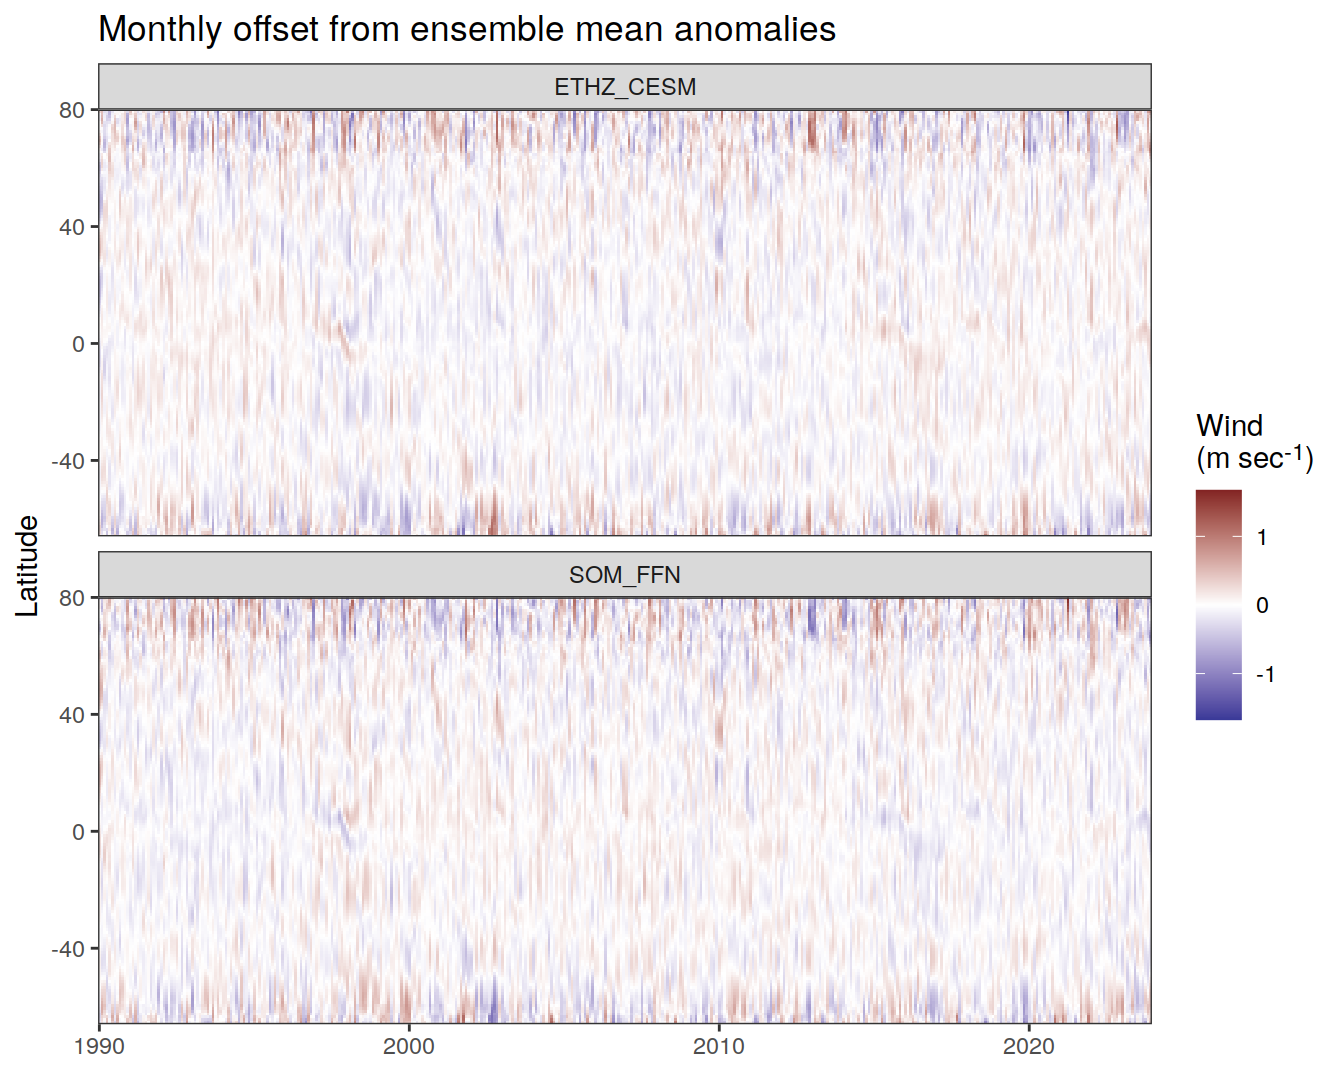 Monthly offset from ensemble mean anomalies
ETHZ_CESM
80
40
0
-40
Latitude
SOM_FFN
80
40
0
-40
1990 2000 2010 2020
Wind
(m sec-1)
1
0
-1